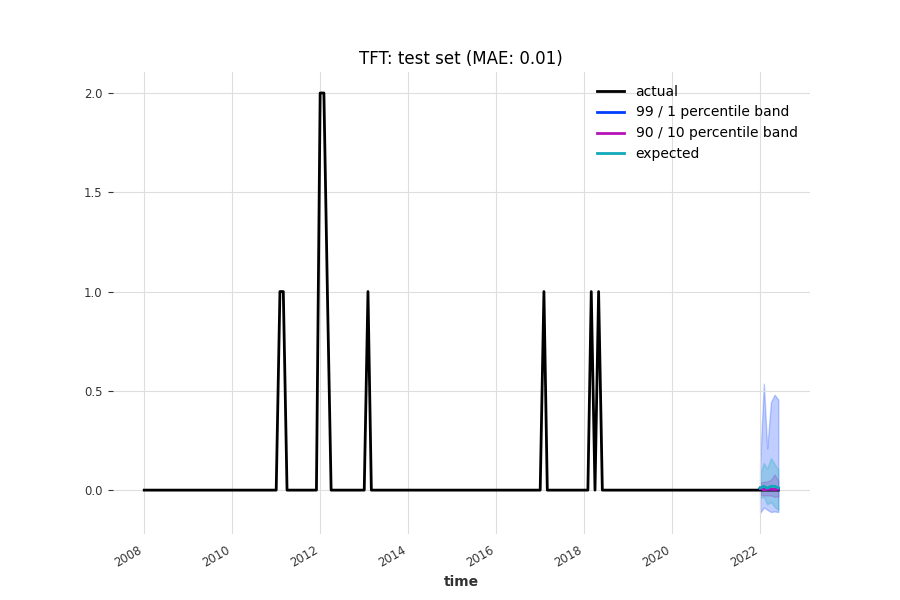 TFT: test set (MAE: 0.01)
actual
99 / 1 percentile band
90 / 10 percentile band
expected
2.0
1.5
1.0
0.5
0.0
2008 2010 2012 2014 2016 2018 2020 2022
time